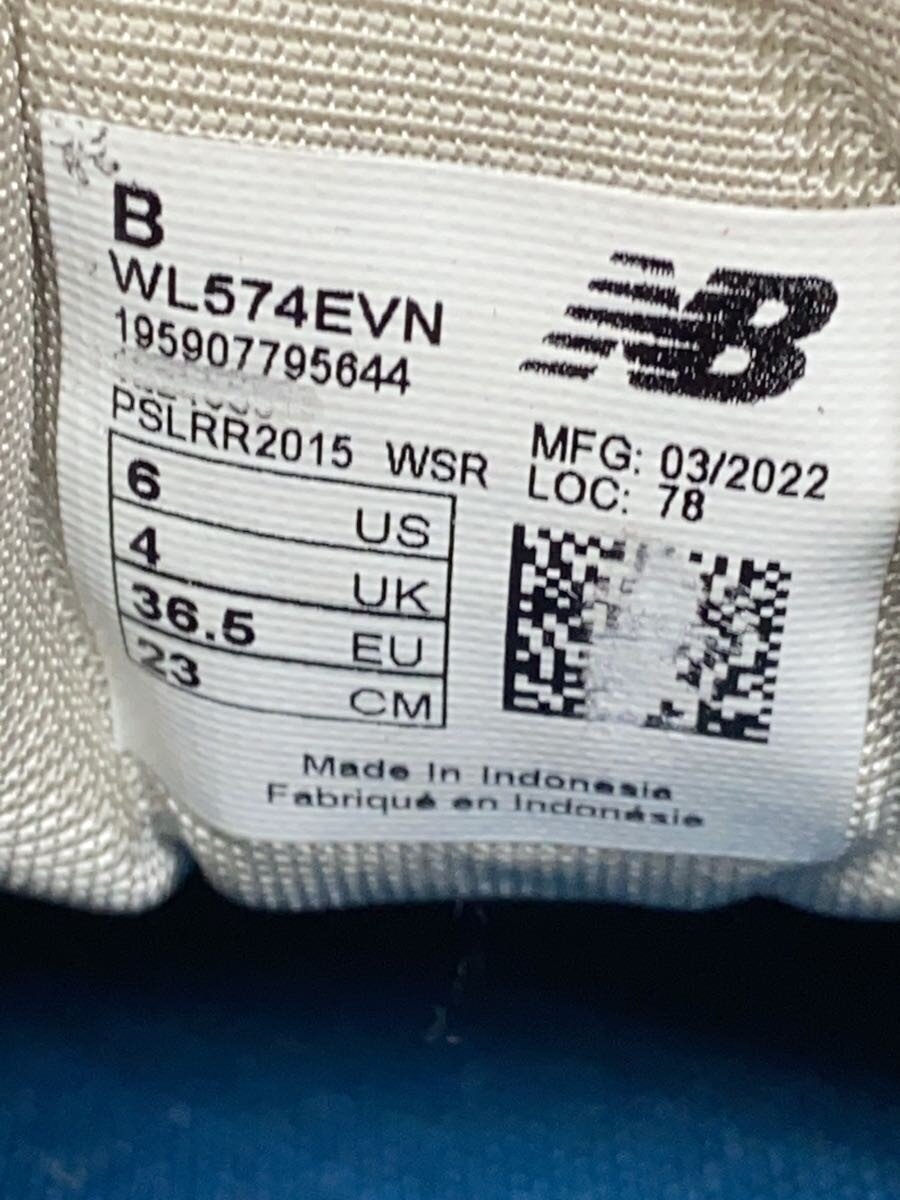 B
WL574EVN
195907795644
PSLRR2015 WSR
6 US
4 UK
36.5 EU
23 CM
NB
MFG: 03/2022
LOC: 78
Made In Indonesia
Fabriqué en Indonésie